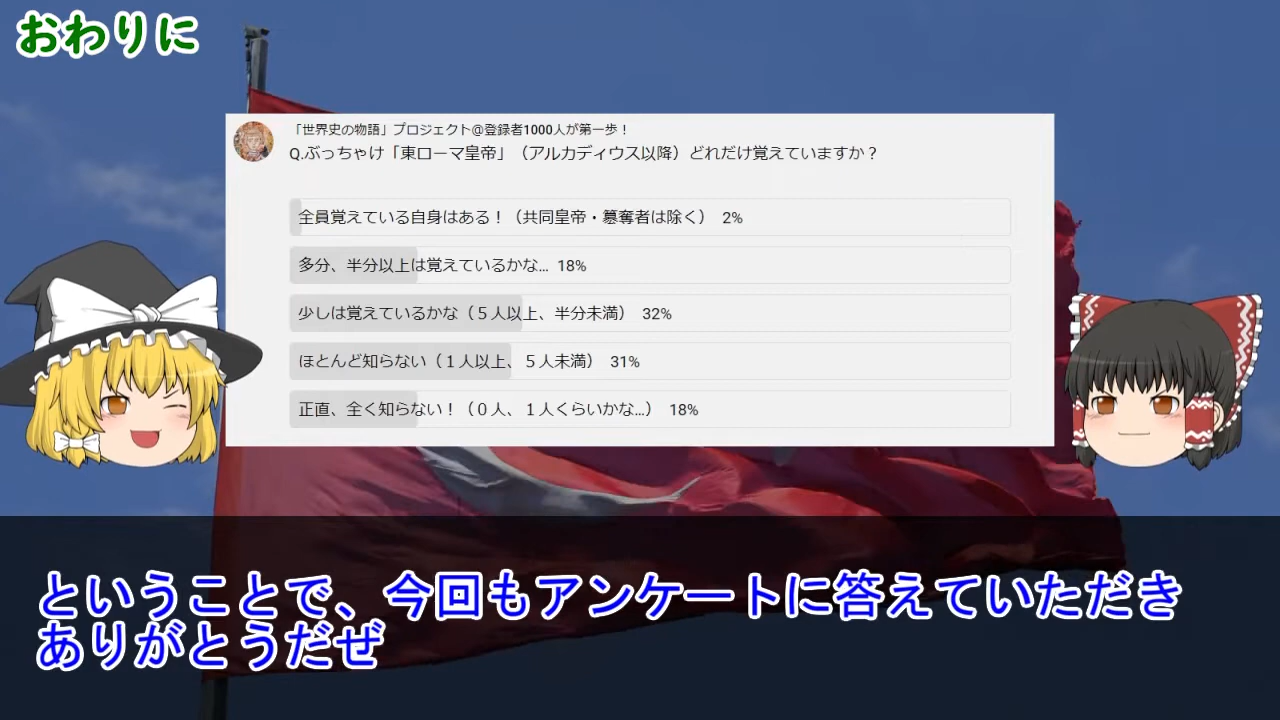 おわりに
「世界史の物語」プロジェクト@登録者1000人が第一歩！
Q.ぶっちゃけ「東ローマ皇帝」（アルカディウス以降）どれだけ覚えていますか？
全員覚えている自身はある！（共同皇帝・簒奪者は除く） 2%
多分、半分以上は覚えているかな... 18%
少しは覚えているかな（５人以上、半分未満） 32%
ほとんど知らない（１人以上、５人未満） 31%
正直、全く知らない！（０人、１人くらいかな...） 18%
ということで、今回もアンケートに答えていただき
ありがとうだぜ